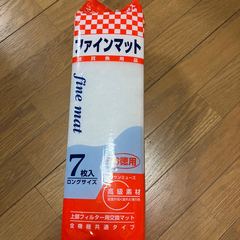 ファインマット
観賞魚用品
fine mat
7枚入
ロングサイズ
お徳用
高級素材
上部フィルター用交換マット
全機種共通タイプ